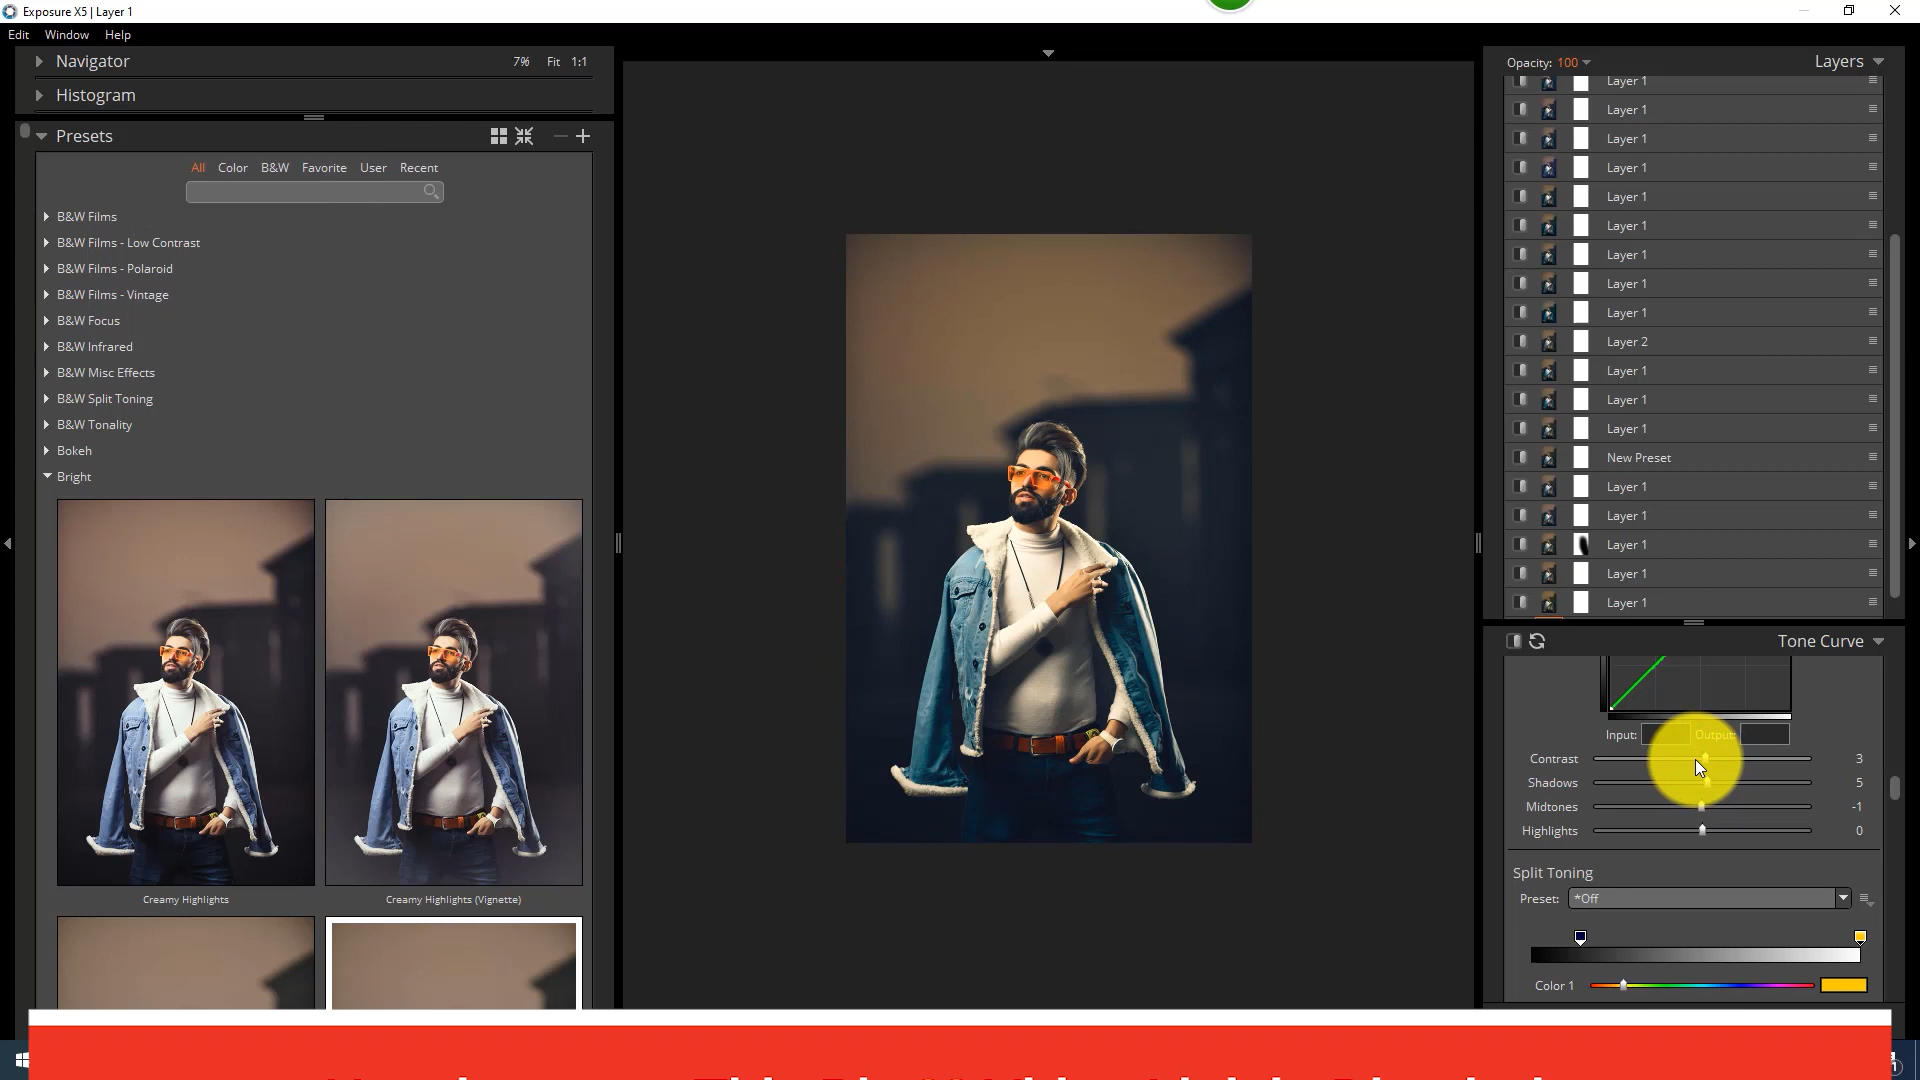 Exposure X5 | Layer 1
Edit Window Help
Navigator 7% Fit 1:1
Histogram
Presets
All Color B&W Favorite User Recent
B&W Films
B&W Films - Low Contrast
B&W Films - Polaroid
B&W Films - Vintage
B&W Focus
B&W Infrared
B&W Misc Effects
B&W Split Toning
B&W Tonality
Bokeh
Bright
Creamy Highlights
Creamy Highlights (Vignette)
Opacity: 100 Layers
Layer 1
Layer 1
Layer 1
Layer 1
Layer 1
Layer 1
Layer 1
Layer 1
Layer 1
Layer 2
Layer 1
Layer 1
Layer 1
New Preset
Layer 1
Layer 1
Layer 1
Layer 1
Layer 1
Tone Curve
Input: Output:
Contrast 3
Shadows 5
Midtones -1
Highlights 0
Split Toning
Preset: *Off
Color 1